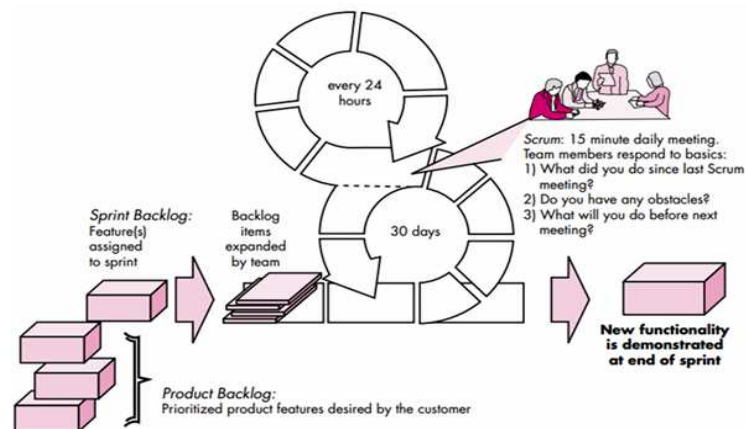 every 24
hours
Scrum: 15 minute daily meeting.
Team members respond to basics:
1) What did you do since last Scrum
meeting?
2) Do you have any obstacles?
3) What will you do before next
meeting?
Sprint Backlog:
Feature(s)
assigned
to sprint
Backlog
items
expanded
by team
30 days
New functionality
is demonstrated
at end of sprint
Product Backlog:
Prioritized product features desired by the customer